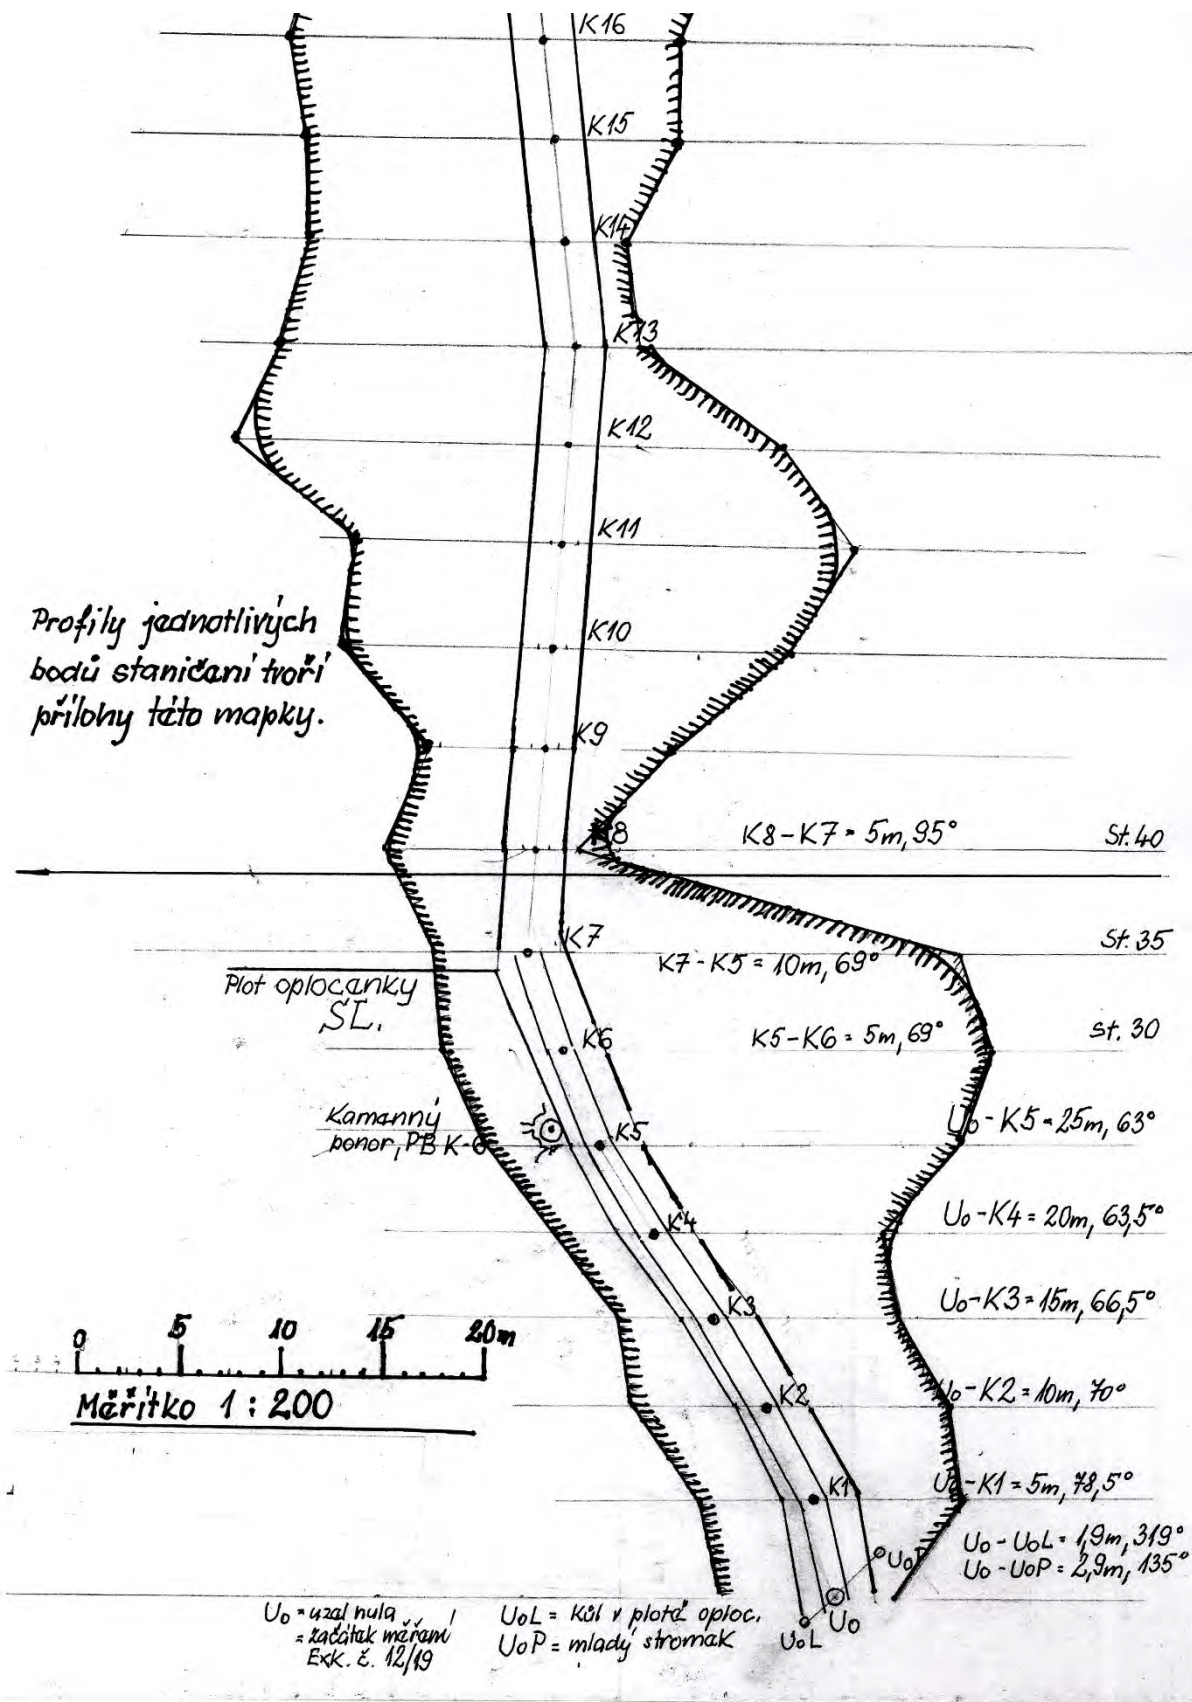 K16
K15
K14
K13
K12
K11
Profily jednotlivých
bodů staničení tvoří
přílohy této mapky.
K10
K9
K8
K8-K7 = 5m, 95°
St. 40
K7
St. 35
K7-K5 = 10m, 69°
Plot oplocenky
SL.
K6
K5-K6 = 5m, 69°
st. 30
Kamenný
ponor, PB K-6
K5
U0-K5 = 25m, 63°
K4
U0-K4 = 20m, 63,5°
K3
U0-K3 = 15m, 66,5°
0 5 10 15 20m
Měřítko 1 : 200
K2
U0-K2 = 10m, 70°
K1
U0-K1 = 5m, 78,5°
U0-U0L = 1,9m, 319°
U0-U0P = 2,9m, 135°
U0P
U0
U0L
U0 = uzel nula
= začátek měření
Exk. č. 12/19
U0L = kůl v plotě oploc.
U0P = mladý stromek